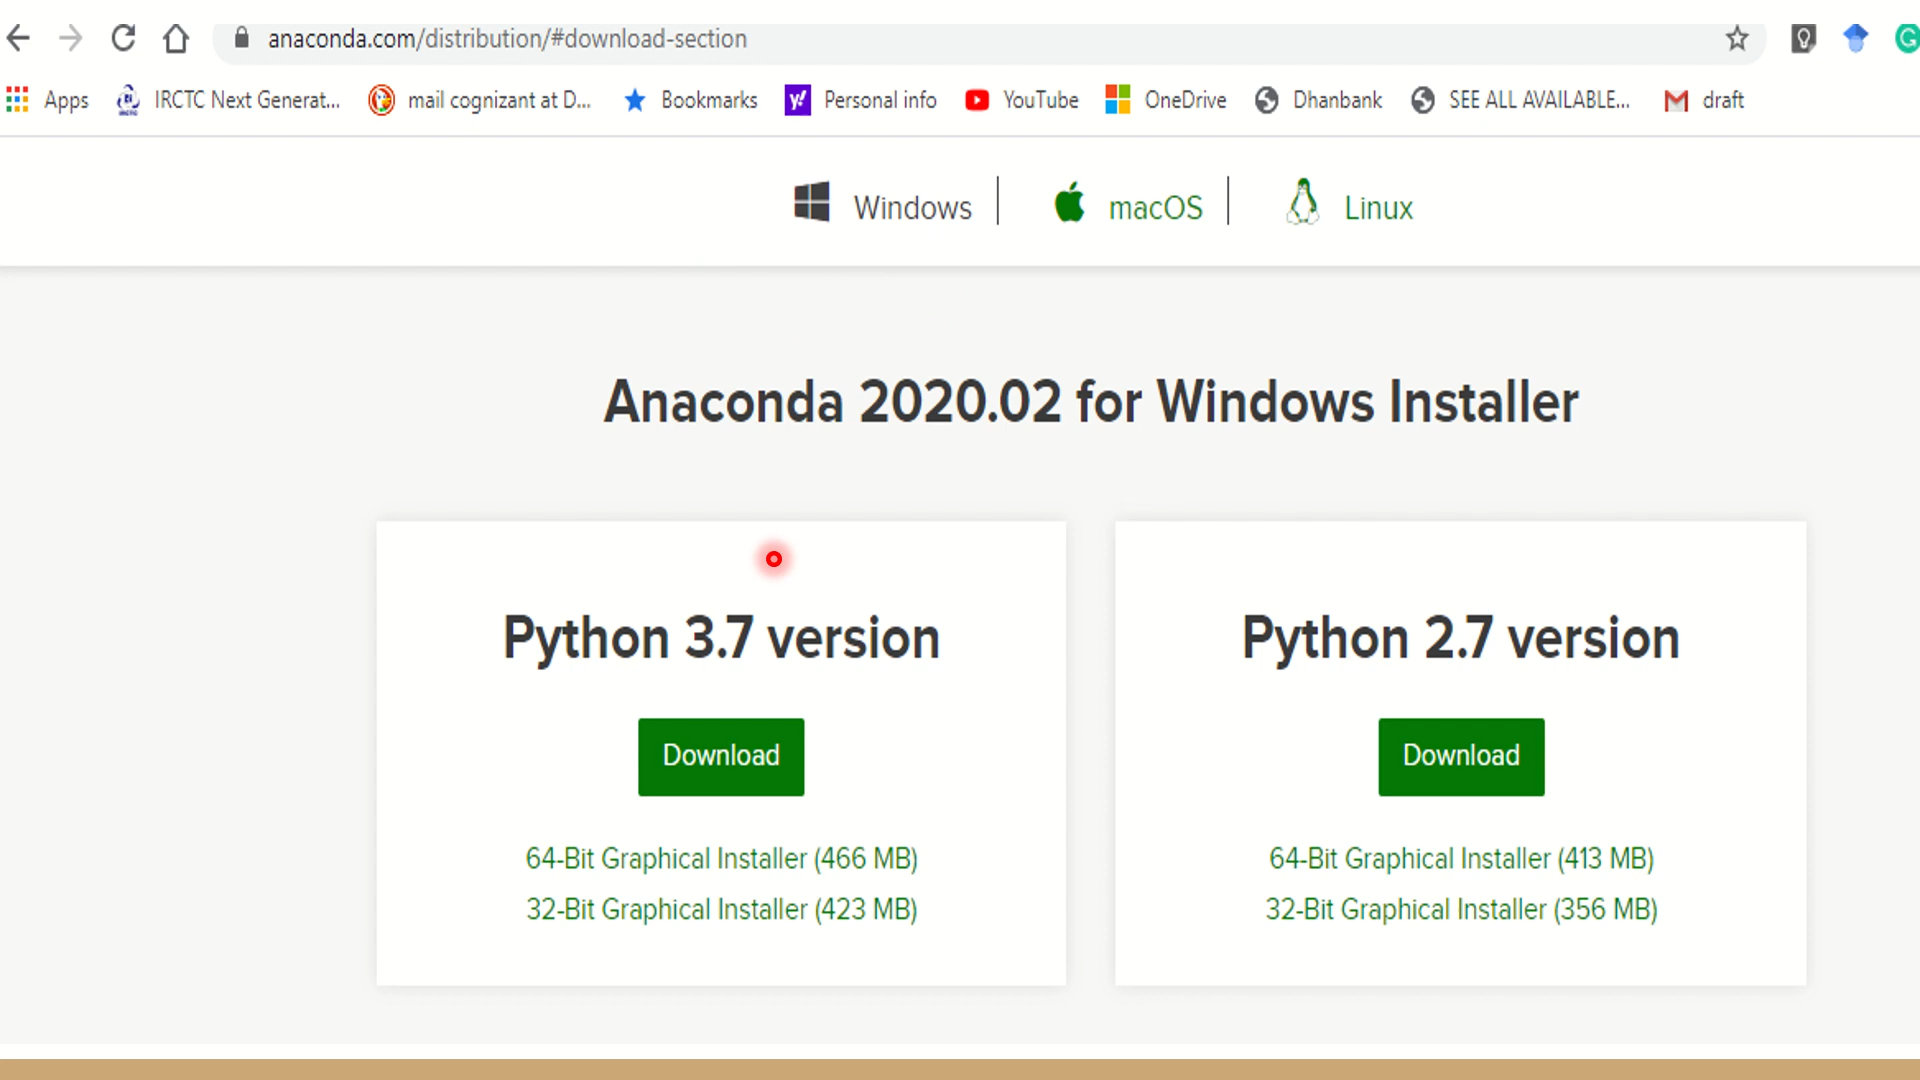 anaconda.com/distribution/#download-section
Apps IRCTC Next Generat... mail cognizant at D... Bookmarks Personal info YouTube OneDrive Dhanbank SEE ALL AVAILABLE... draft
Windows macOS Linux
Anaconda 2020.02 for Windows Installer
Python 3.7 version
Download
64-Bit Graphical Installer (466 MB)
32-Bit Graphical Installer (423 MB)
Python 2.7 version
Download
64-Bit Graphical Installer (413 MB)
32-Bit Graphical Installer (356 MB)